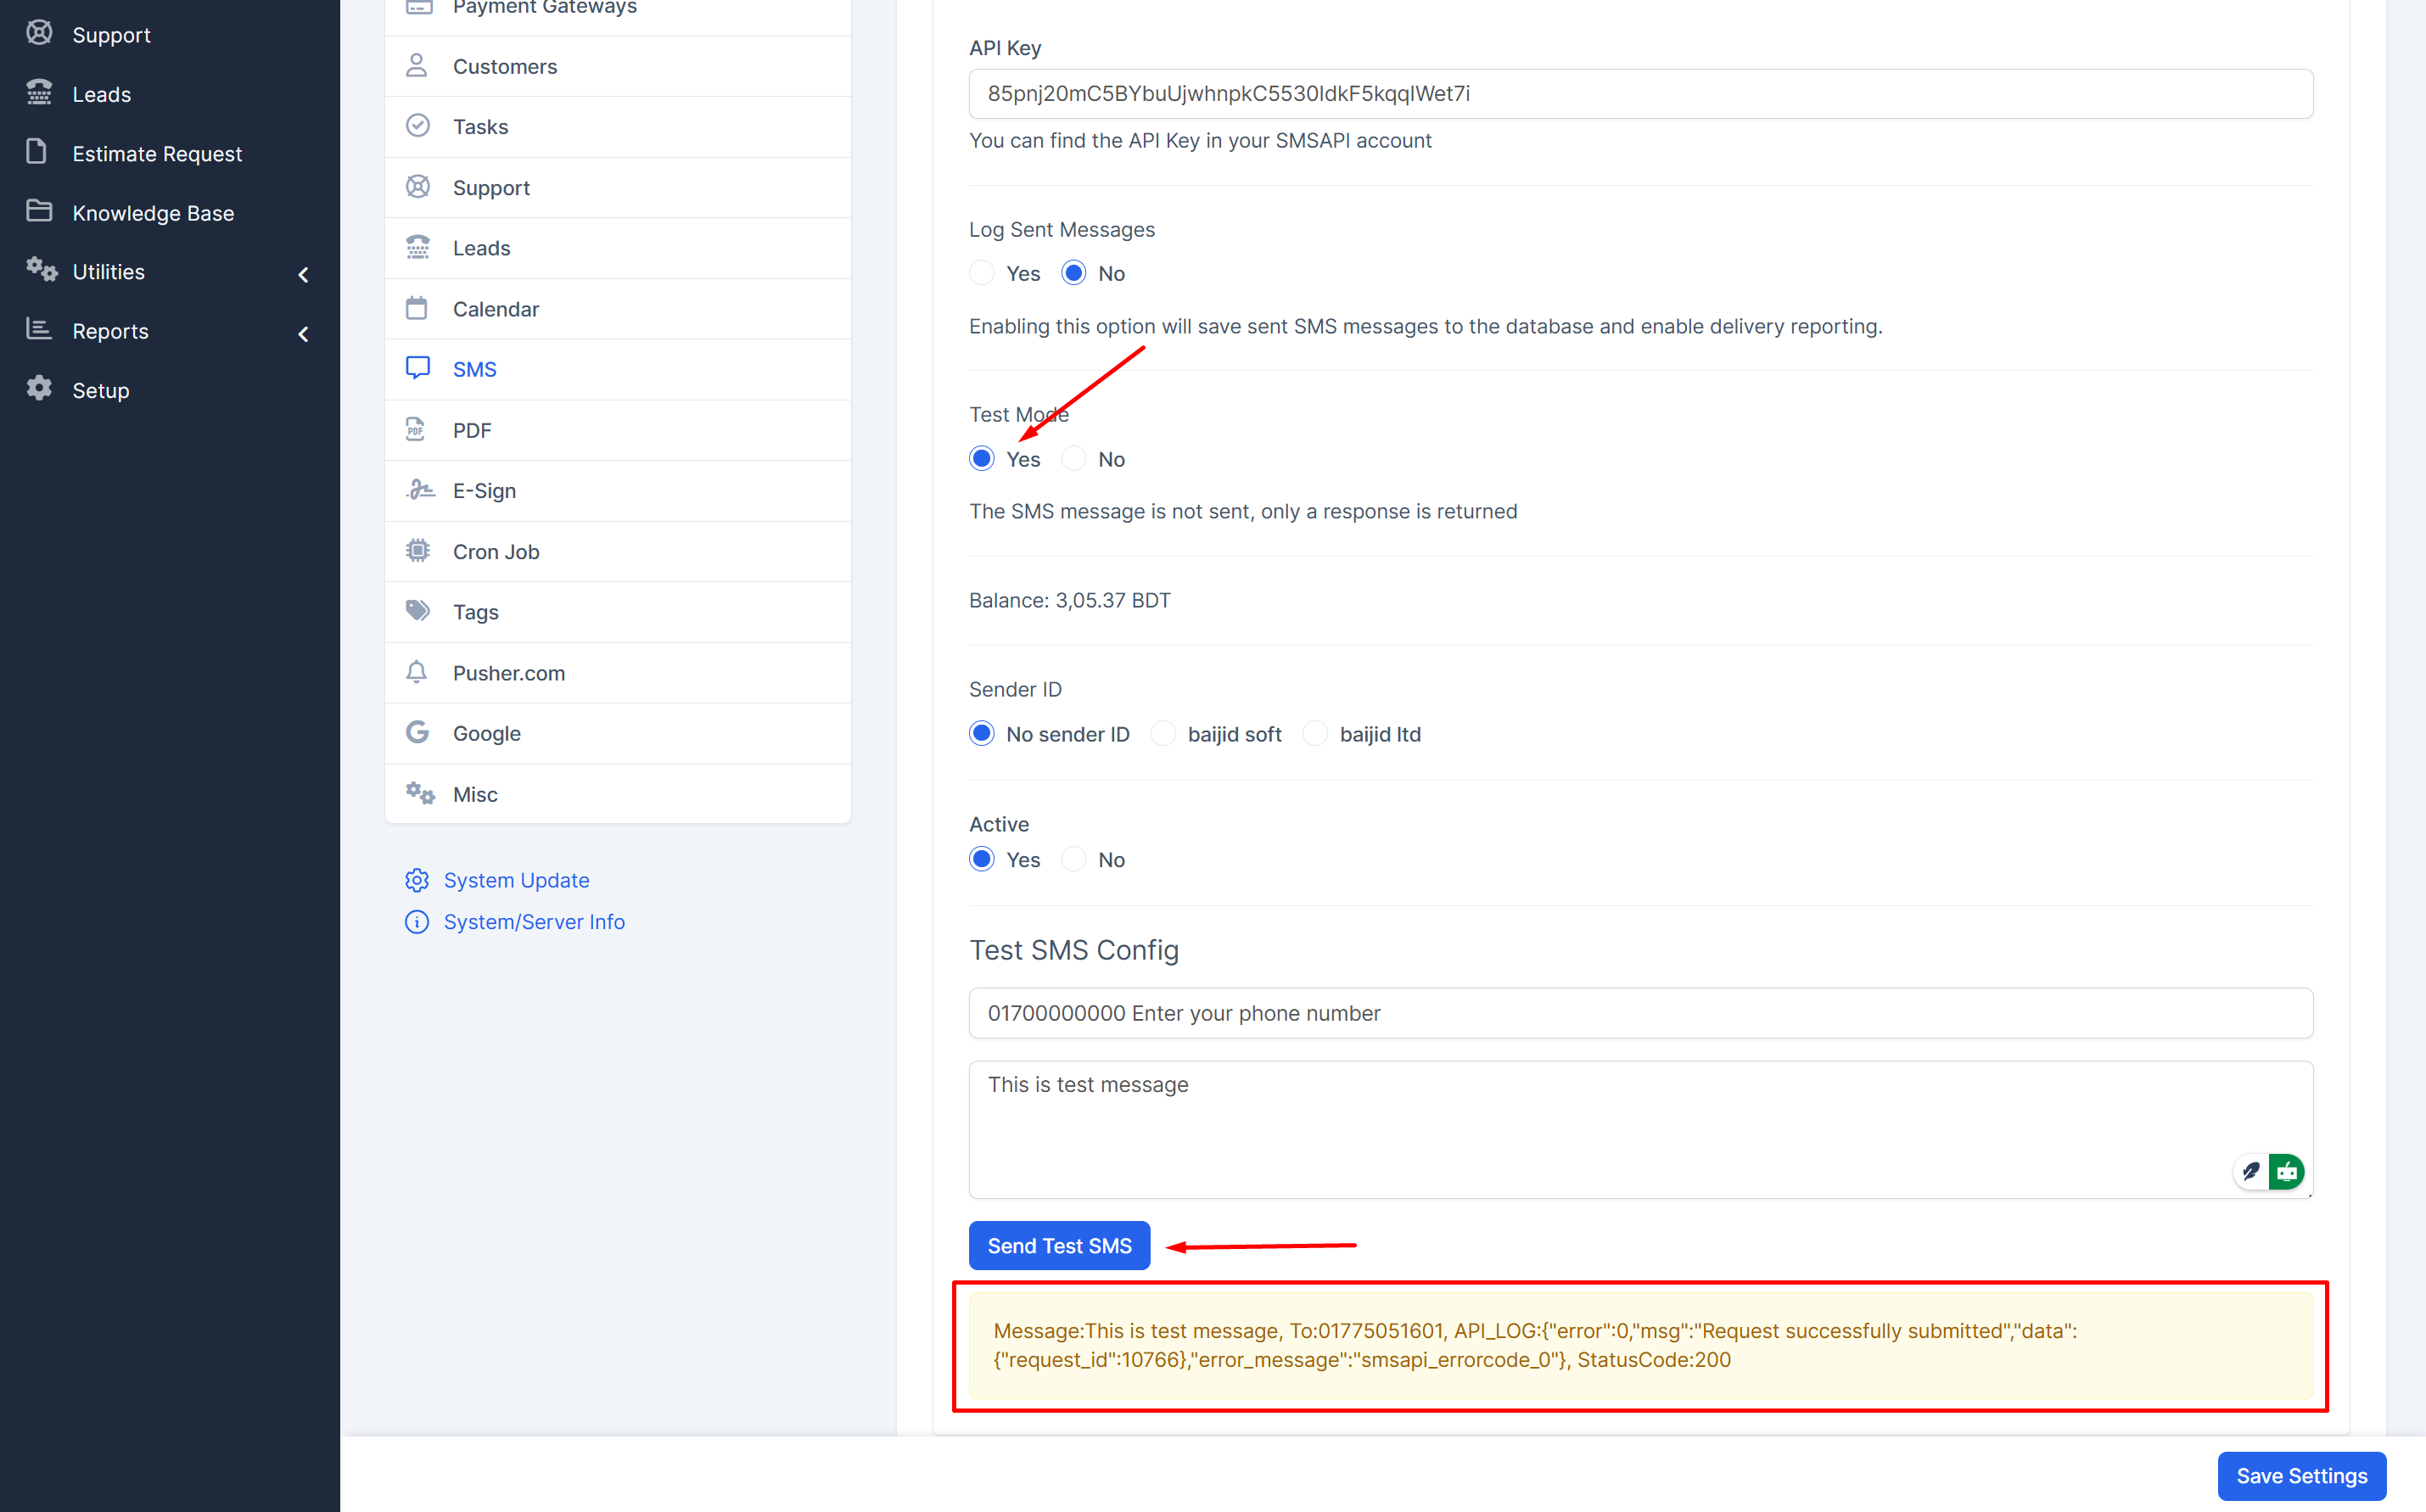 Support
Leads
Estimate Request
Knowledge Base
Utilities
Reports
Setup
Payment Gateways
Customers
Tasks
Support
Leads
Calendar
SMS
PDF
PDF
E-Sign
Cron Job
Tags
Pusher.com
Google
Misc
System Update
System/Server Info
API Key
85pnj20mC5BYbuUjwhnpkC5530IdkF5kqqlWet7i
You can find the API Key in your SMSAPI account
Log Sent Messages
Yes No
Enabling this option will save sent SMS messages to the database and enable delivery reporting.
Test Mode
Yes No
The SMS message is not sent, only a response is returned
Balance: 3,05.37 BDT
Sender ID
No sender ID baijid soft baijid ltd
Active
Yes No
Test SMS Config
01700000000 Enter your phone number
This is test message
Send Test SMS
Message:This is test message, To:01775051601, API_LOG:{"error":0,"msg":"Request successfully submitted","data":
{"request_id":10766},"error_message":"smsapi_errorcode_0"}, StatusCode:200
Save Settings